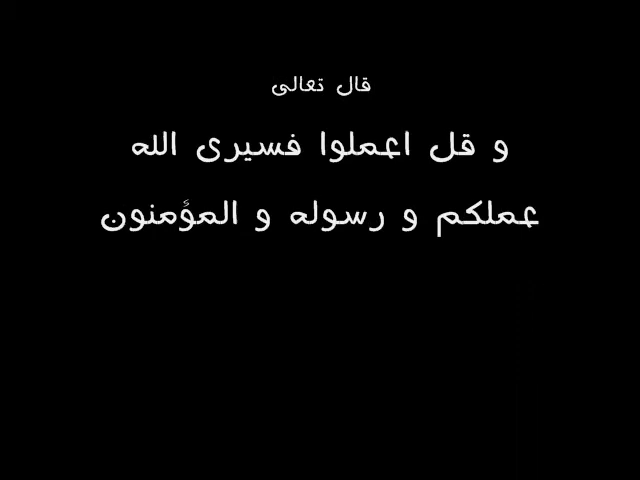 قال تعالى
و قل اعملوا فسيرى الله
عملكم و رسوله و المؤمنون